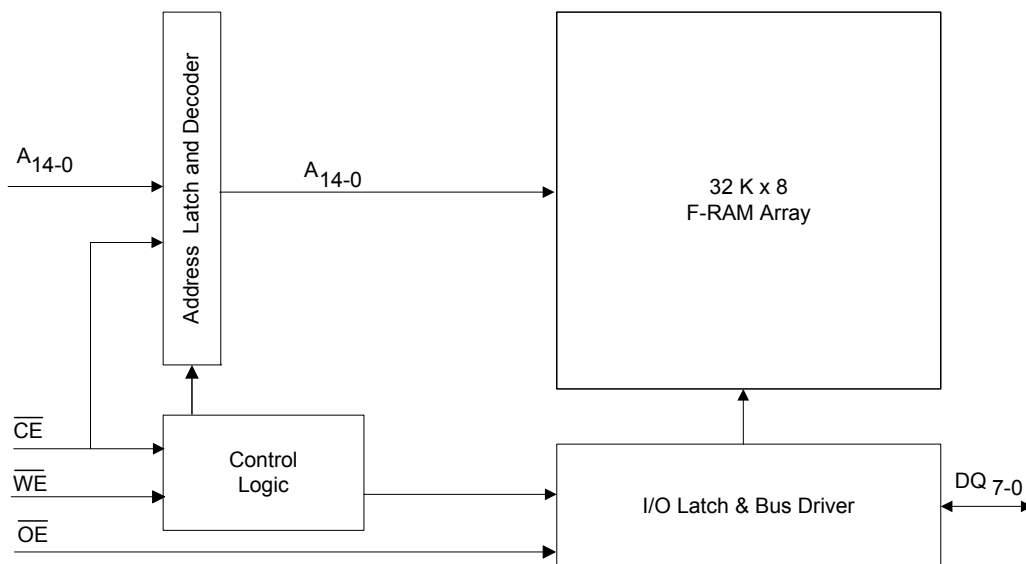 A14-0
Address Latch and Decoder
A14-0
32 K x 8
F-RAM Array
CE
WE
OE
Control
Logic
I/O Latch & Bus Driver
DQ 7-0